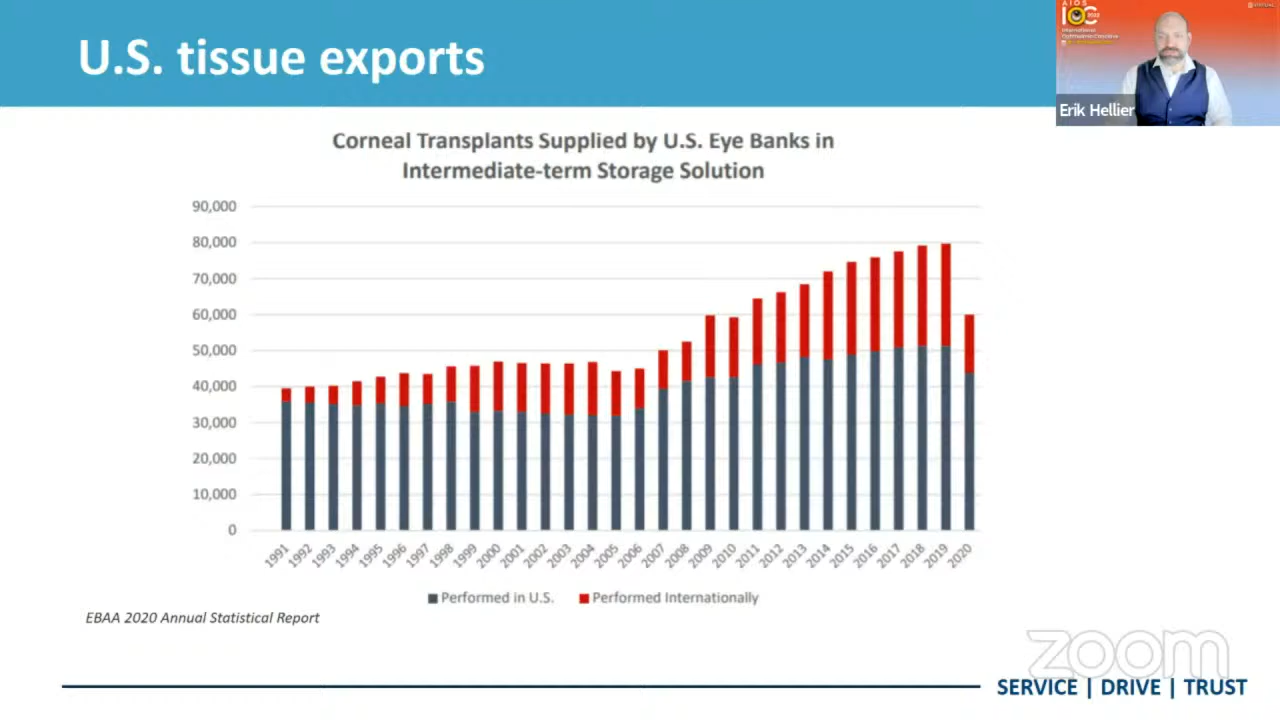 U.S. tissue exports
AIOS
IOC 2022
Erik Hellier
Corneal Transplants Supplied by U.S. Eye Banks in
Intermediate-term Storage Solution
90,000
80,000
70,000
60,000
50,000
40,000
30,000
20,000
10,000
0
1991 1992 1993 1994 1995 1996 1997 1998 1999 2000 2001 2002 2003 2004 2005 2006 2007 2008 2009 2010 2011 2012 2013 2014 2015 2016 2017 2018 2019 2020
Performed in U.S. Performed Internationally
EBAA 2020 Annual Statistical Report
zoom
SERVICE | DRIVE | TRUST